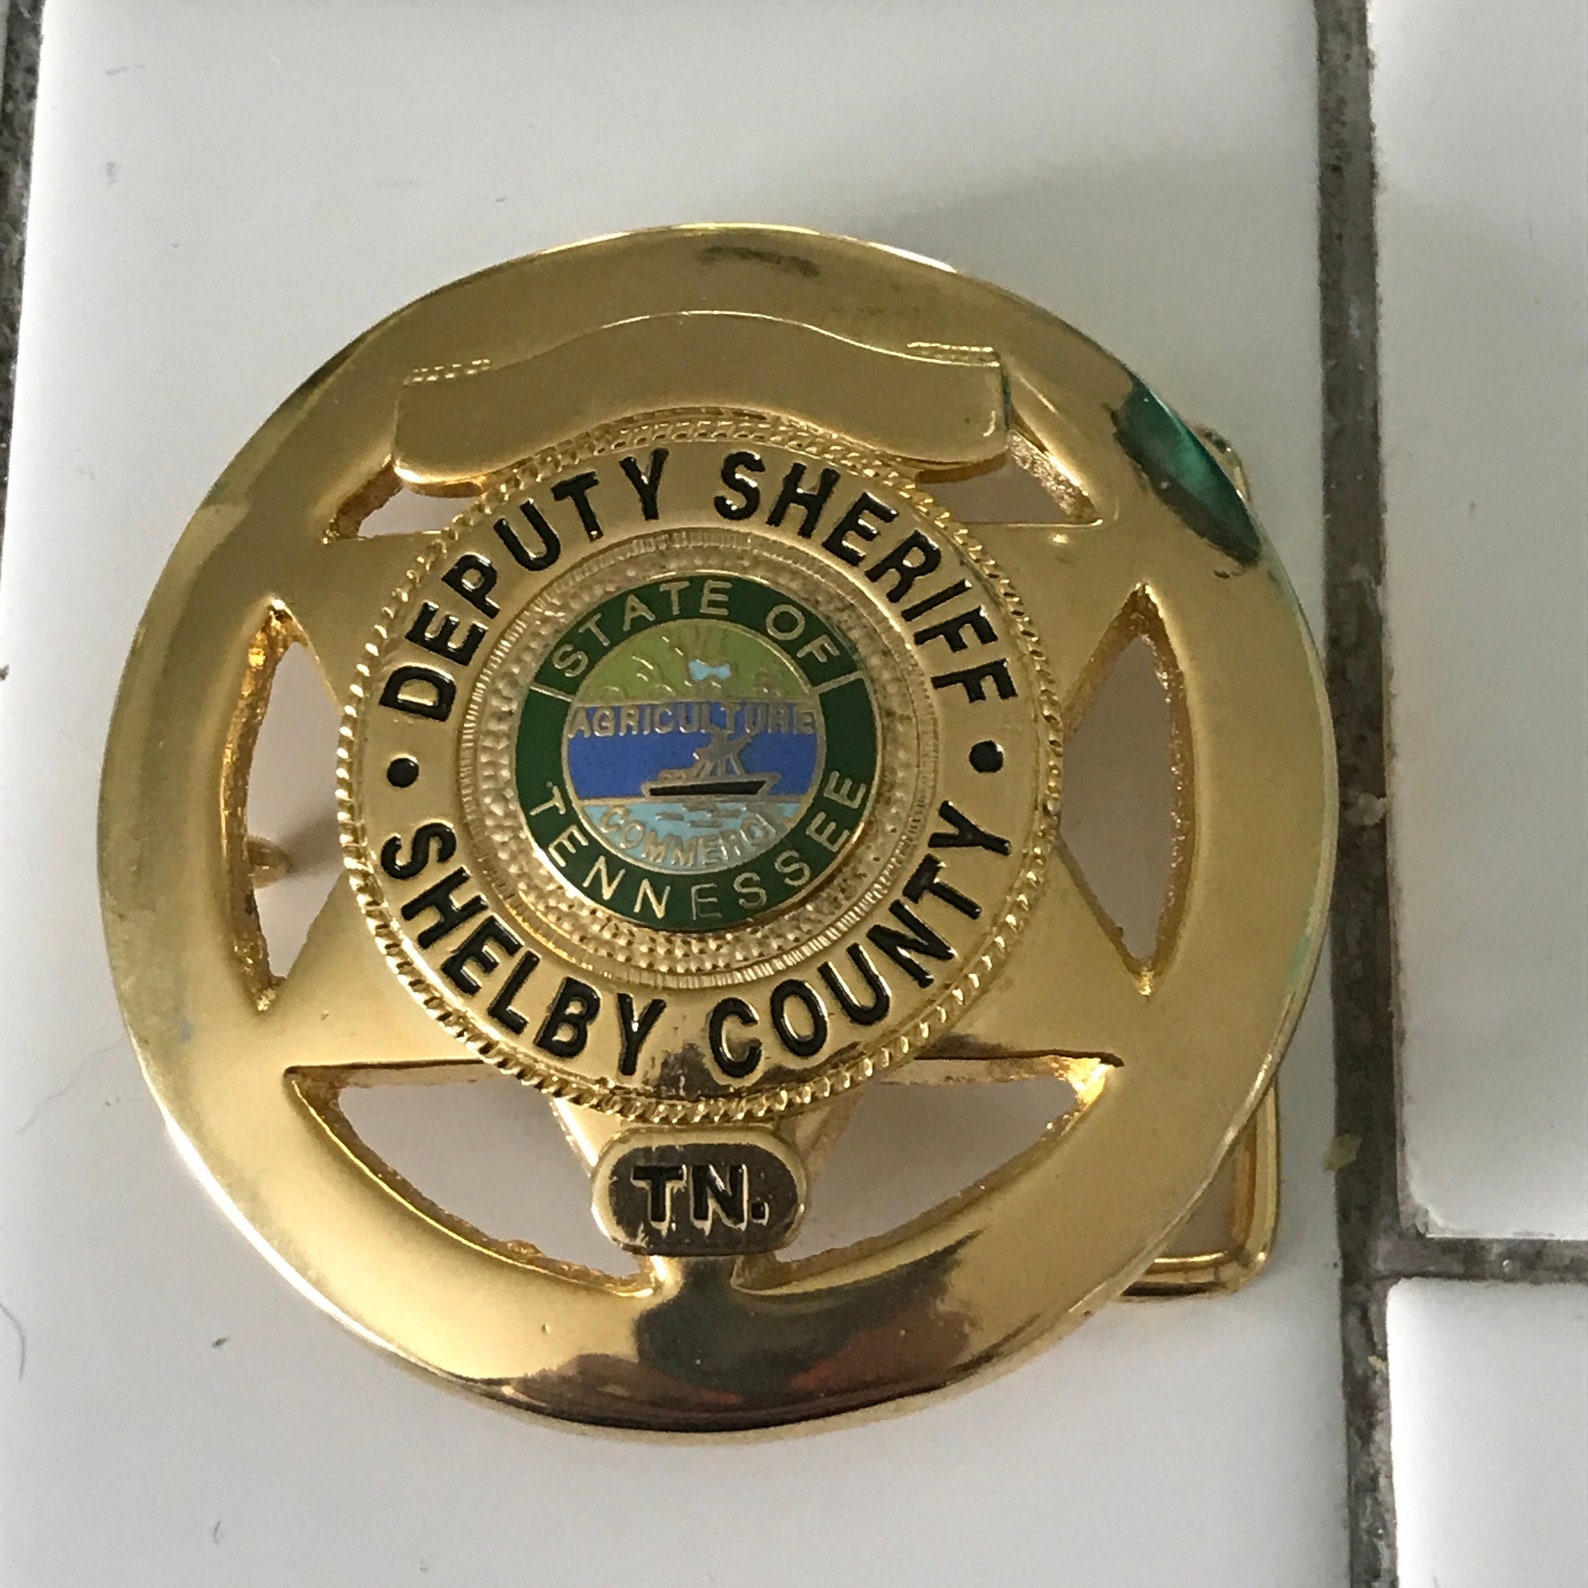 DEPUTY SHERIFF
STATE OF
AGRICULTURE
COMMERCE
TENNESSEE
SHELBY COUNTY
TN.